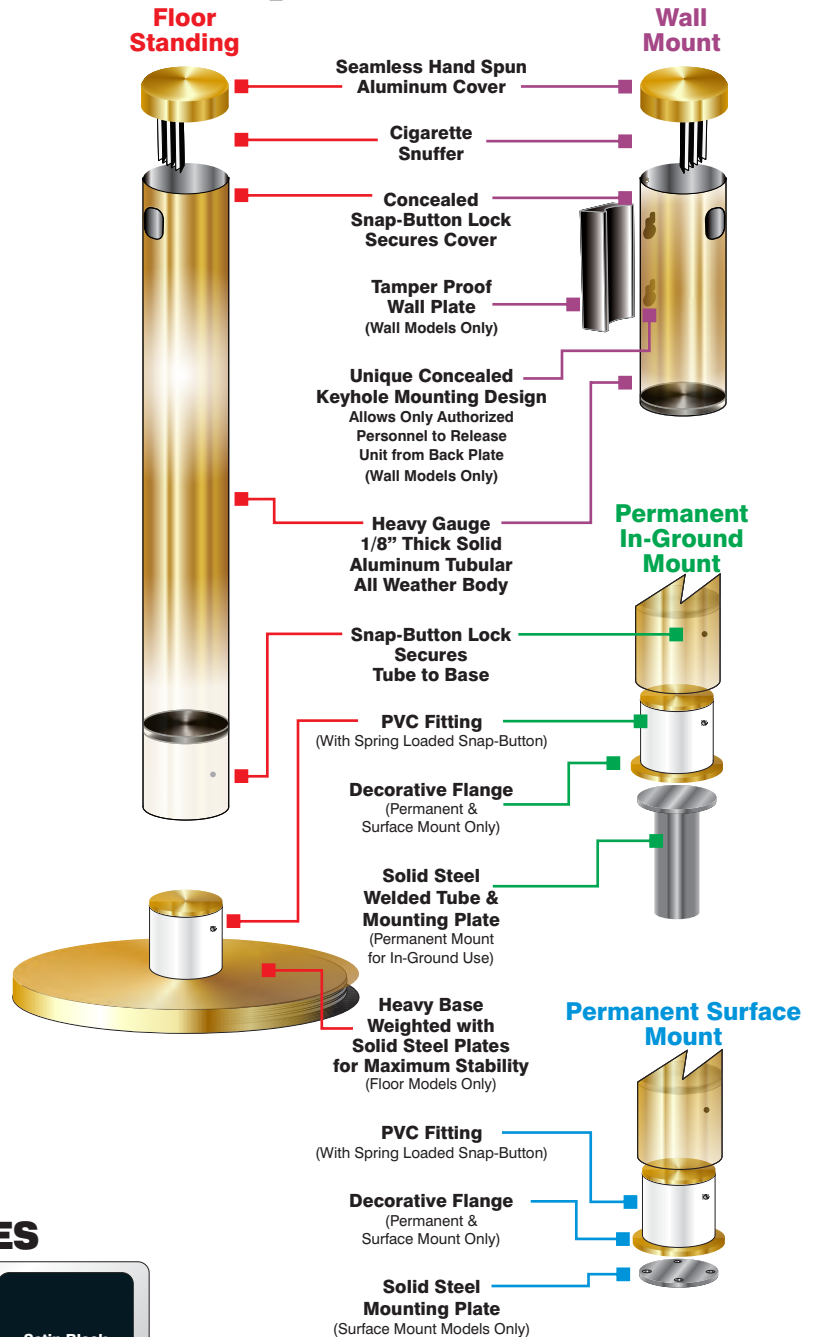 Floor
Standing
Wall
Mount
Seamless Hand Spun
Aluminum Cover
Cigarette
Snuffer
Concealed
Snap-Button Lock
Secures Cover
Tamper Proof
Wall Plate
(Wall Models Only)
Unique Concealed
Keyhole Mounting Design
Allows Only Authorized
Personnel to Release
Unit from Back Plate
(Wall Models Only)
Heavy Gauge
1/8” Thick Solid
Aluminum Tubular
All Weather Body
Permanent
In-Ground
Mount
Snap-Button Lock
Secures
Tube to Base
PVC Fitting
(With Spring Loaded Snap-Button)
Decorative Flange
(Permanent &
Surface Mount Only)
Solid Steel
Welded Tube &
Mounting Plate
(Permanent Mount
for In-Ground Use)
Heavy Base
Weighted with
Solid Steel Plates
for Maximum Stability
(Floor Models Only)
Permanent Surface
Mount
PVC Fitting
(With Spring Loaded Snap-Button)
Decorative Flange
(Permanent &
Surface Mount Only)
Solid Steel
Mounting Plate
(Surface Mount Models Only)
ES
Satin Black